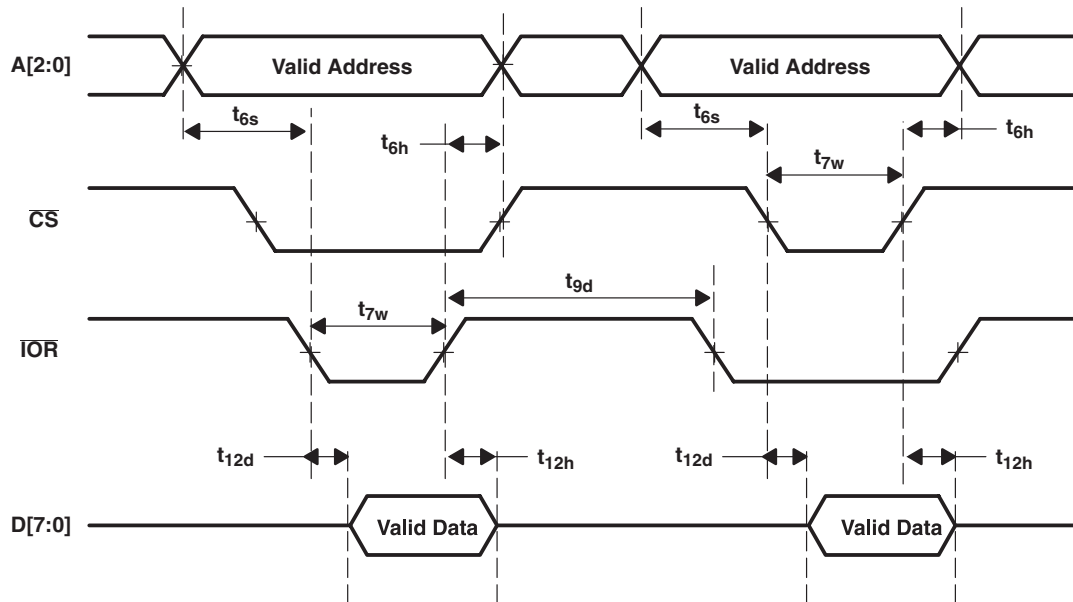 A[2:0] Valid Address Valid Address
t6s t6h t6s t6h
t7w
CS
t9d
t7w
IOR
t12d t12h t12d t12h
D[7:0] Valid Data Valid Data